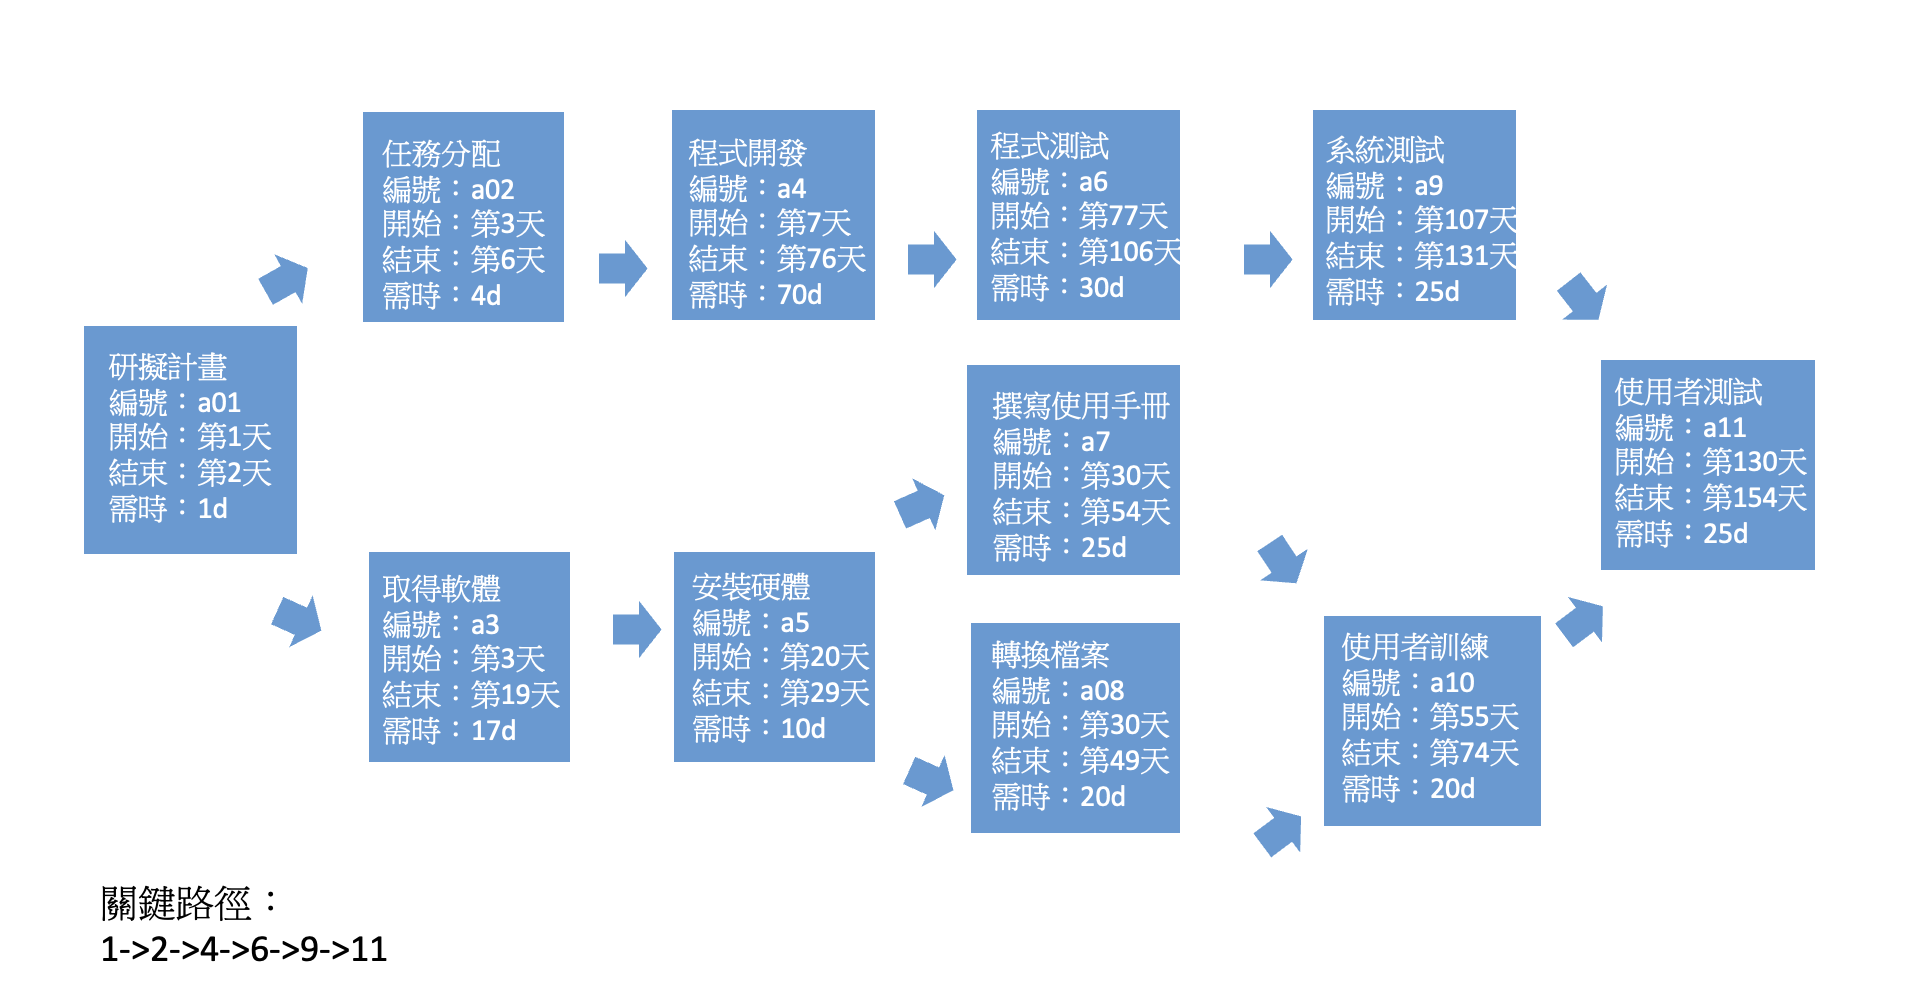 研擬計畫
編號：a01
開始：第1天
結束：第2天
需時：1d
任務分配
編號：a02
開始：第3天
結束：第6天
需時：4d
程式開發
編號：a4
開始：第7天
結束：第76天
需時：70d
程式測試
編號：a6
開始：第77天
結束：第106天
需時：30d
系統測試
編號：a9
開始：第107天
結束：第131天
需時：25d
取得軟體
編號：a3
開始：第3天
結束：第19天
需時：17d
安裝硬體
編號：a5
開始：第20天
結束：第29天
需時：10d
撰寫使用手冊
編號：a7
開始：第30天
結束：第54天
需時：25d
轉換檔案
編號：a08
開始：第30天
結束：第49天
需時：20d
使用者訓練
編號：a10
開始：第55天
結束：第74天
需時：20d
使用者測試
編號：a11
開始：第130天
結束：第154天
需時：25d
關鍵路徑：
1->2->4->6->9->11